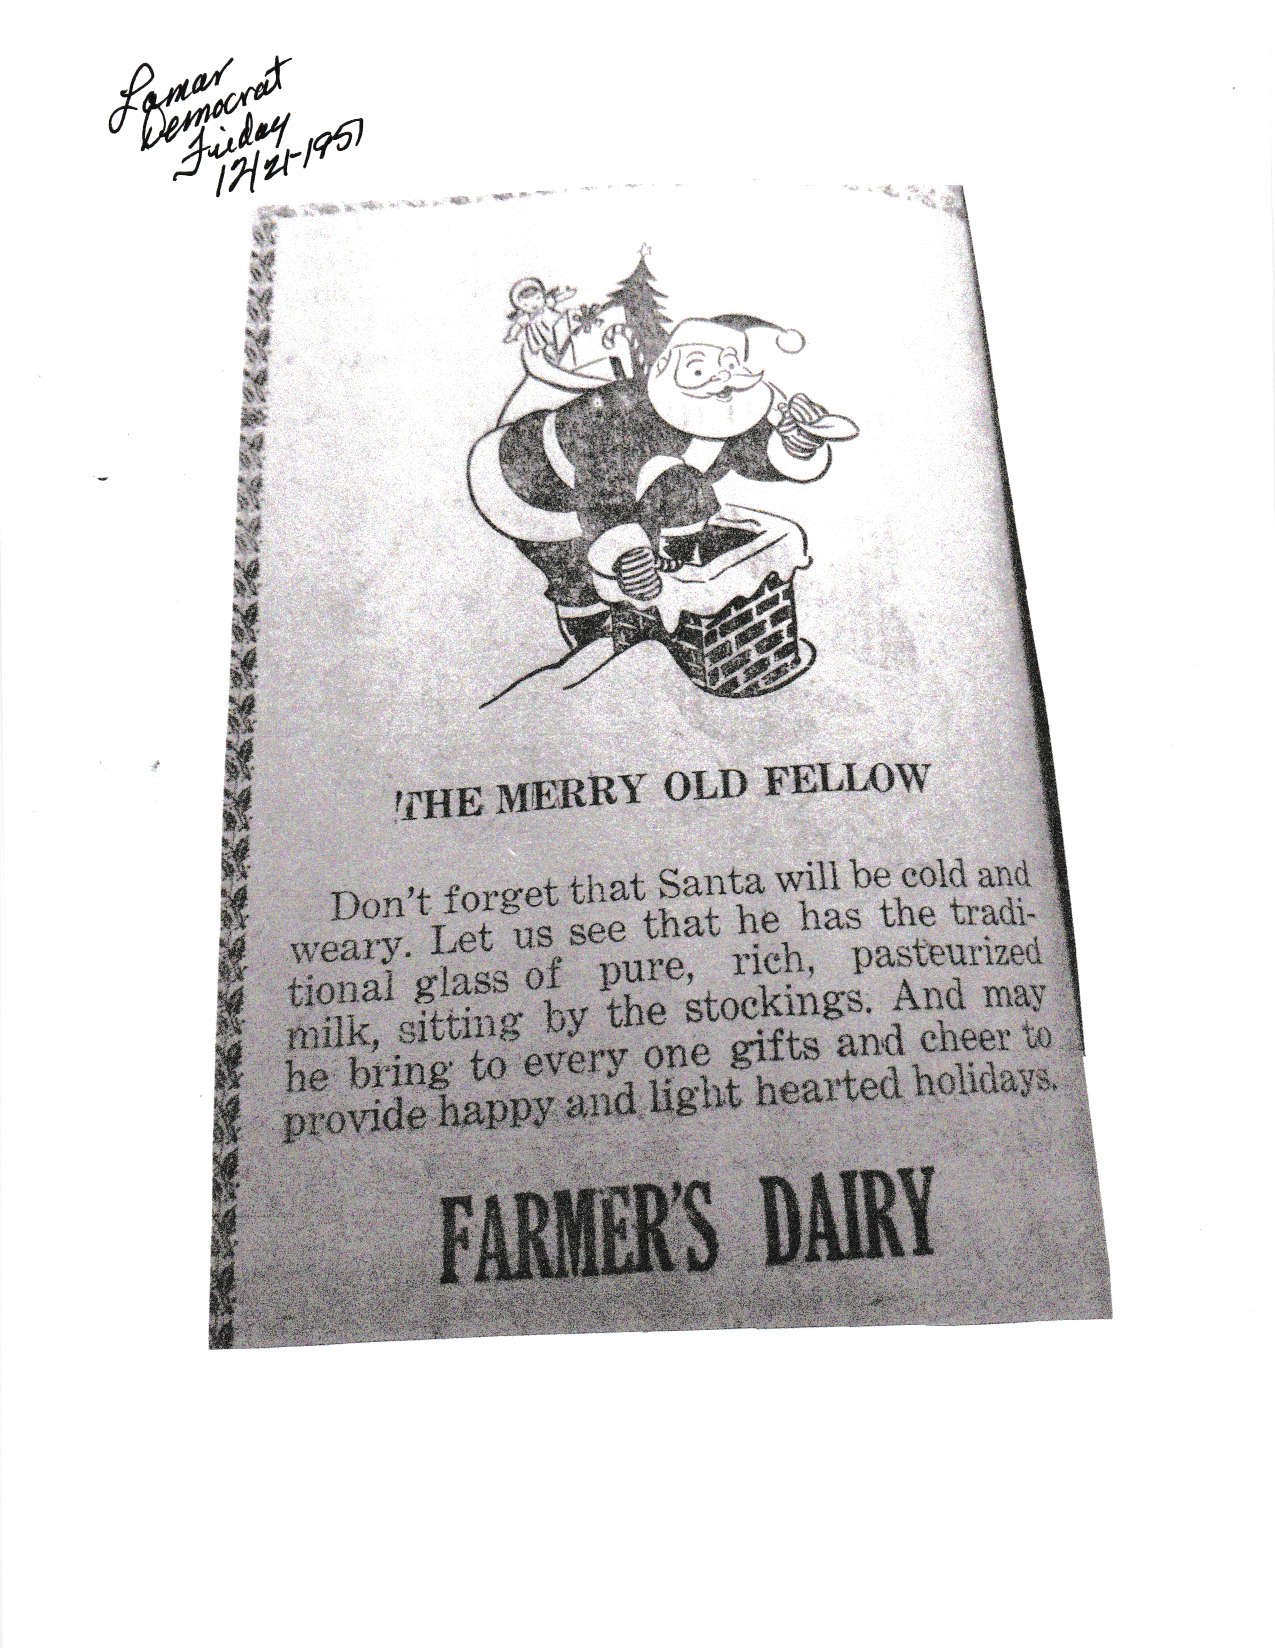 Lamar
Democrat
Friday
12/21-1951
THE MERRY OLD FELLOW
Don't forget that Santa will be cold and
weary. Let us see that he has the tradi-
tional glass of pure, rich, pasteurized
milk, sitting by the stockings. And may
he bring to every one gifts and cheer to
provide happy and light hearted holidays.
FARMER'S DAIRY